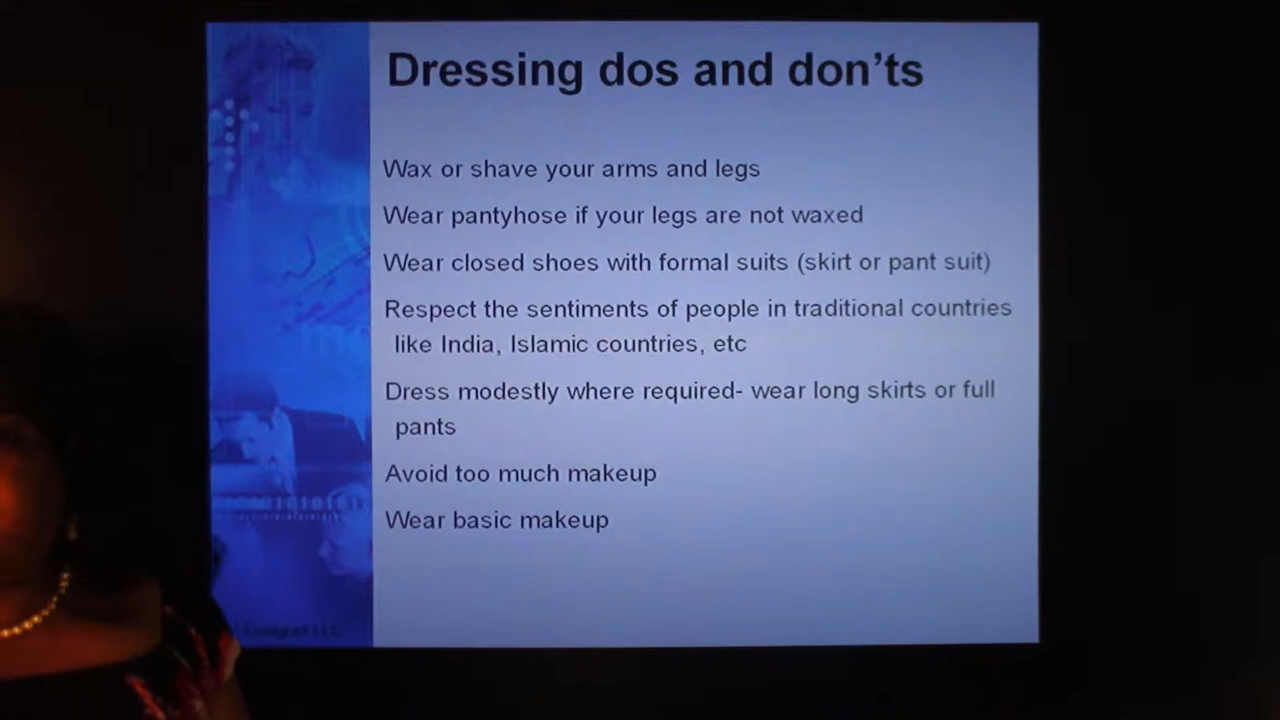 Dressing dos and don'ts
Wax or shave your arms and legs
Wear pantyhose if your legs are not waxed
Wear closed shoes with formal suits (skirt or pant suit)
Respect the sentiments of people in traditional countries
like India, Islamic countries, etc
Dress modestly where required- wear long skirts or full
pants
Avoid too much makeup
Wear basic makeup
LLC